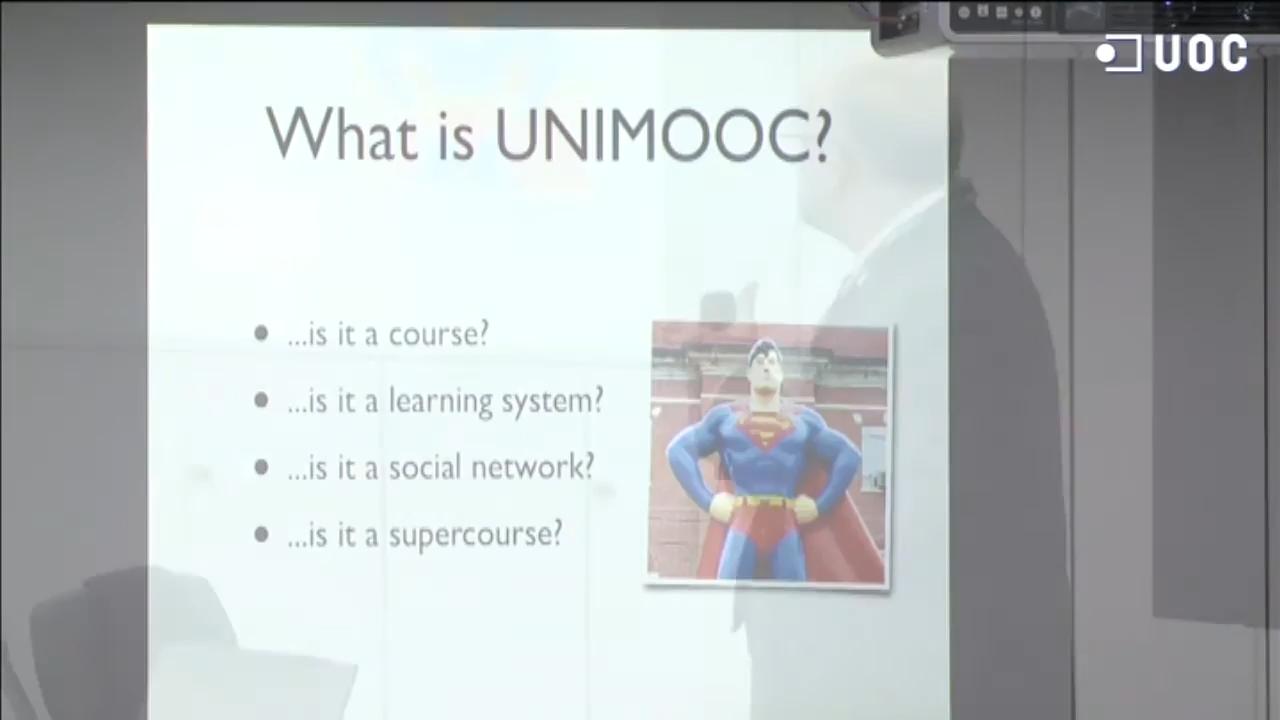 UOC
What is UNIMOOC?
...is it a course?
...is it a learning system?
...is it a social network?
...is it a supercourse?